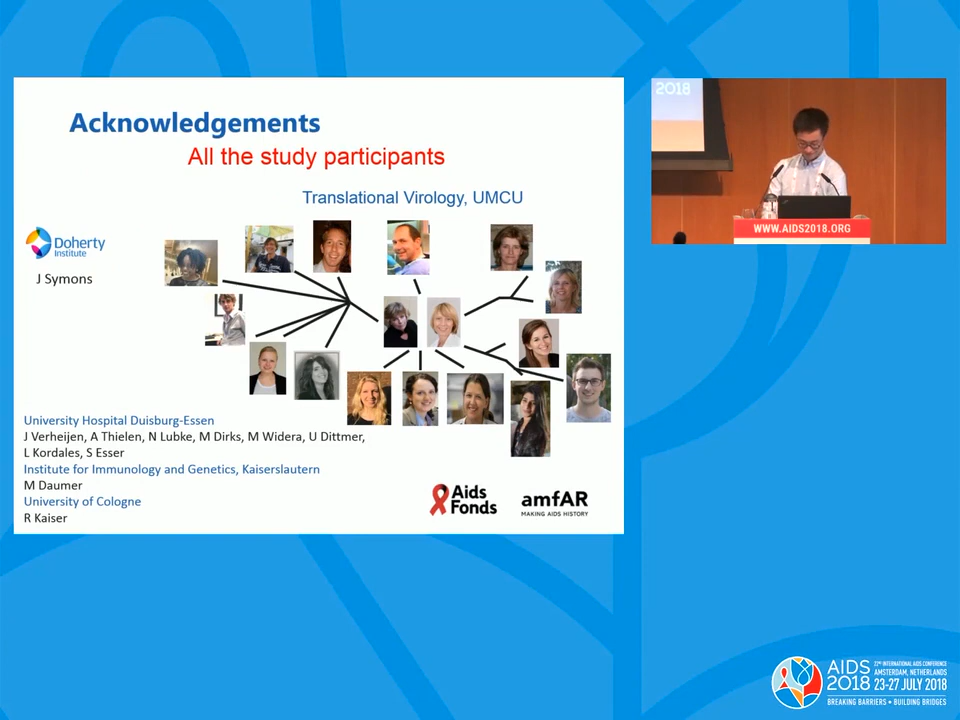 Acknowledgements
All the study participants
Translational Virology, UMCU
Doherty
Institute
J Symons
University Hospital Duisburg-Essen
J Verheijen, A Thielen, N Lubke, M Dirks, M Widera, U Dittmer,
L Kordales, S Esser
Institute for Immunology and Genetics, Kaiserslautern
M Daumer
University of Cologne
R Kaiser
Aids
Fonds
amfAR
MAKING AIDS HISTORY
2018
WWW.AIDS2018.ORG
AIDS
2018
22ND INTERNATIONAL AIDS CONFERENCE
AMSTERDAM, NETHERLANDS
23-27 JULY 2018
BREAKING BARRIERS • BUILDING BRIDGES